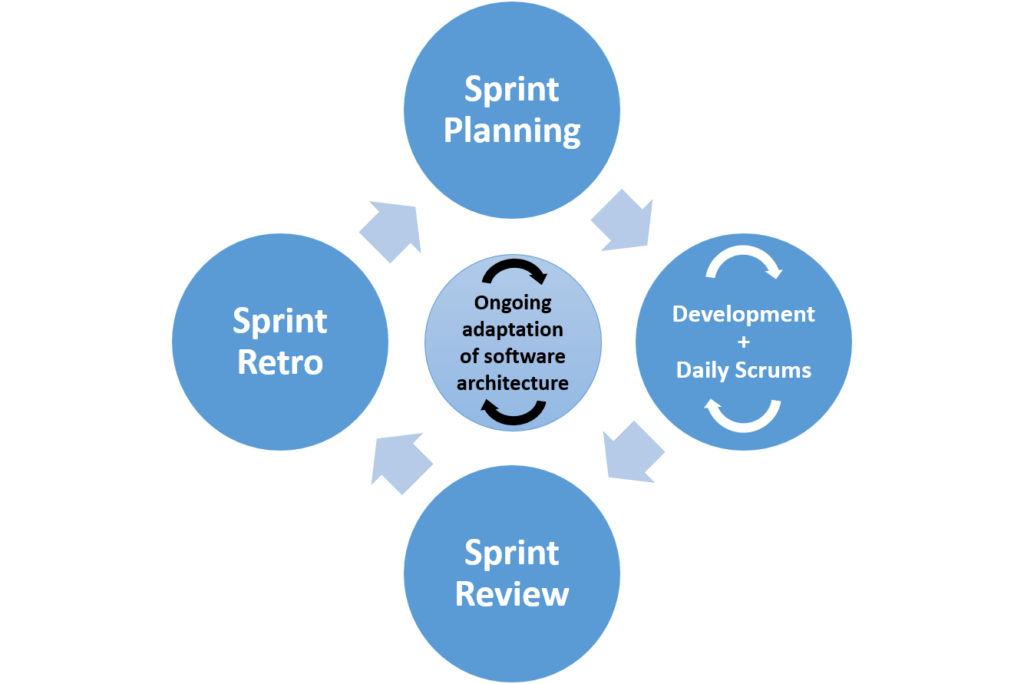 Sprint
Planning
Sprint
Retro
Ongoing
adaptation
of software
architecture
Development
+
Daily Scrums
Sprint
Review